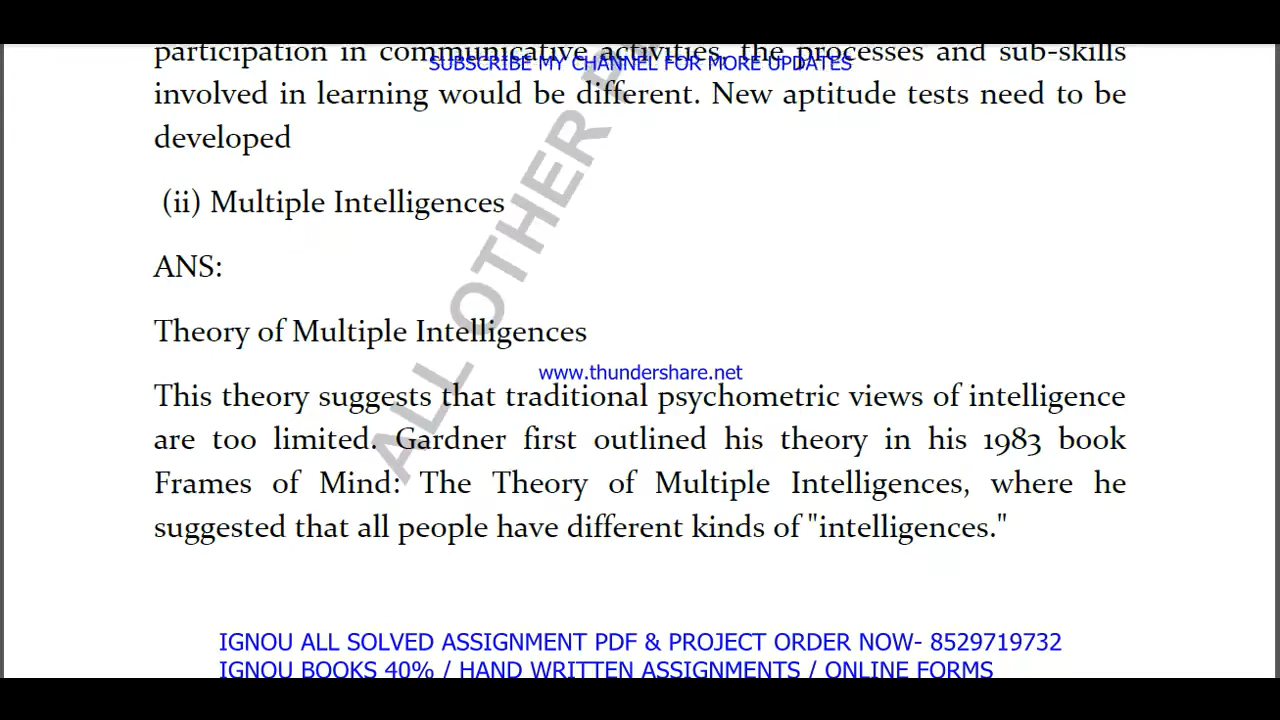 participation in communicative activities, the processes and sub-skills
SUBSCRIBE MY CHANNEL FOR MORE UPDATES
involved in learning would be different. New aptitude tests need to be
developed
(ii) Multiple Intelligences
ANS:
Theory of Multiple Intelligences
www.thundershare.net
This theory suggests that traditional psychometric views of intelligence
are too limited. Gardner first outlined his theory in his 1983 book
Frames of Mind: The Theory of Multiple Intelligences, where he
suggested that all people have different kinds of "intelligences."
ALL OTHER
IGNOU ALL SOLVED ASSIGNMENT PDF & PROJECT ORDER NOW- 8529719732
IGNOU BOOKS 40% / HAND WRITTEN ASSIGNMENTS / ONLINE FORMS